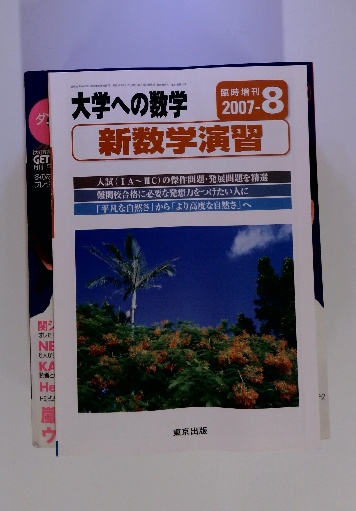 大学への数学
臨時増刊
2007-8
新数学演習
入試(ⅠA～ⅢC)の傑作問題・発展問題を精選
難関校合格に必要な発想力をつけたい人に
「平凡な自然さ」から「より高度な自然さ」へ
東京出版
GET
関ジ
NE
KA
He
嵐
ウ